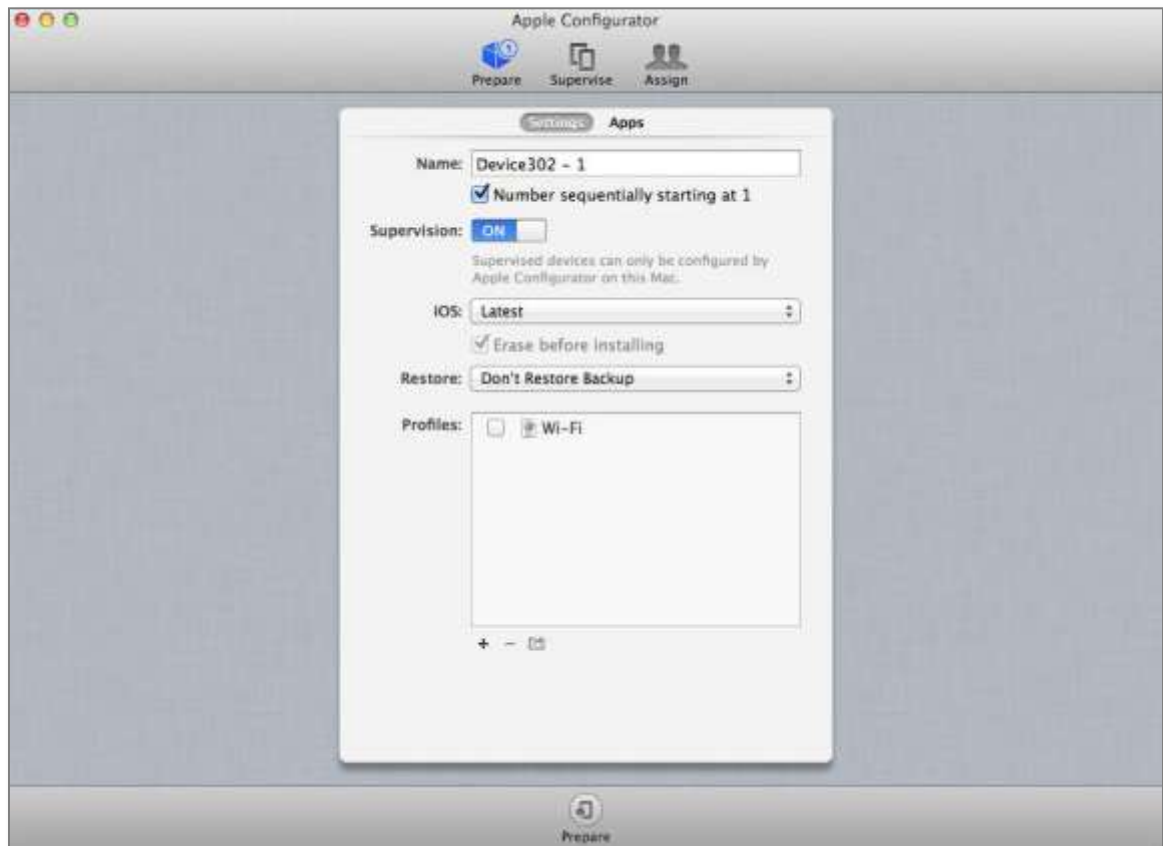 Apple Configurator
1
Prepare Supervise Assign
Settings Apps
Name: Device302 - 1
Number sequentially starting at 1
Supervision: ON
Supervised devices can only be configured by
Apple Configurator on this Mac.
iOS: Latest
Erase before installing
Restore: Don't Restore Backup
Profiles: Wi-Fi
+ -
Prepare